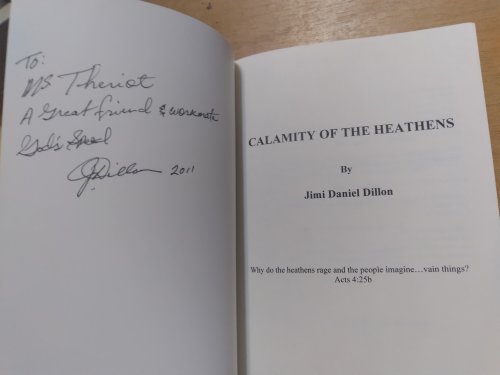 To:
MS Theriot
A Great friend & workmate
God's Speed
JDillon 2011
CALAMITY OF THE HEATHENS
By
Jimi Daniel Dillon
Why do the heathens rage and the people imagine…vain things?
Acts 4:25b